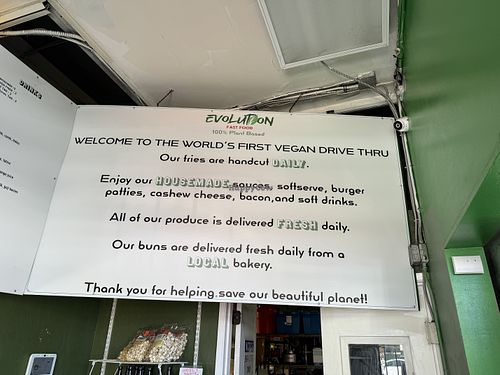 DRINKS
EVOLUTION
FAST FOOD
100% Plant Based
WELCOME TO THE WORLD'S FIRST VEGAN DRIVE THRU
Our fries are handcut DAILY.
Enjoy our HOUSEMADE sauces, softserve, burger
patties, cashew cheese, bacon,and soft drinks.
All of our produce is delivered FRESH daily.
Our buns are delivered fresh daily from a
LOCAL bakery.
Thank you for helping save our beautiful planet!